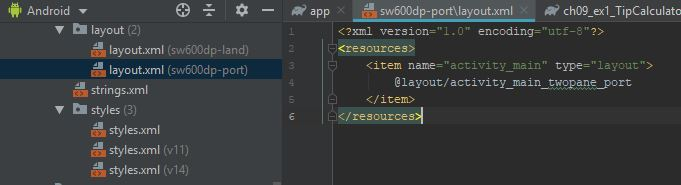 Android
app
sw600dp-port\layout.xml
ch09_ex1_TipCalculato
layout (2)
layout.xml (sw600dp-land)
layout.xml (sw600dp-port)
strings.xml
styles (3)
styles.xml
styles.xml (v11)
styles.xml (v14)
1 <?xml version="1.0" encoding="utf-8"?>
2 <resources>
3 <item name="activity_main" type="layout">
4 @layout/activity_main_twopane_port
5 </item>
6 </resources>